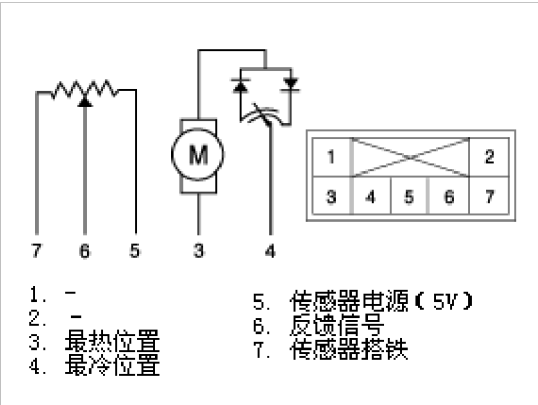 M
1
2
3 4 5 6 7
7 6 5 3 4
1. -
2. -
3. 最热位置
4. 最冷位置
5. 传感器电源(5V)
6. 反馈信号
7. 传感器搭铁